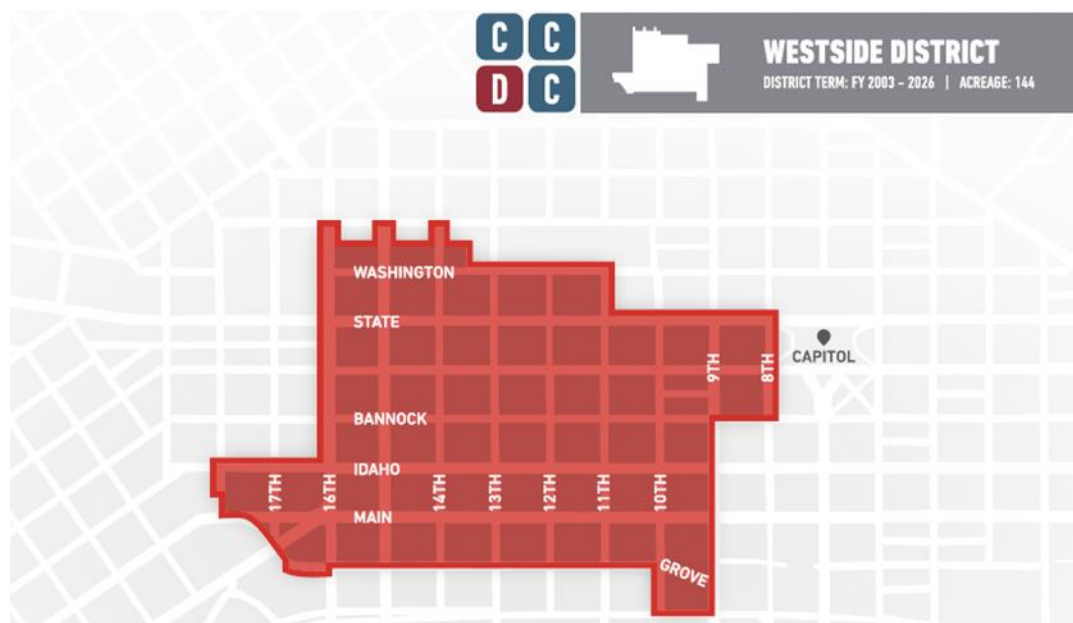 C C
D C
WESTSIDE DISTRICT
DISTRICT TERM: FY 2003 – 2026 | ACREAGE: 144
WASHINGTON
STATE
CAPITOL
9TH
8TH
BANNOCK
IDAHO
17TH
16TH
14TH
13TH
12TH
11TH
10TH
MAIN
GROVE